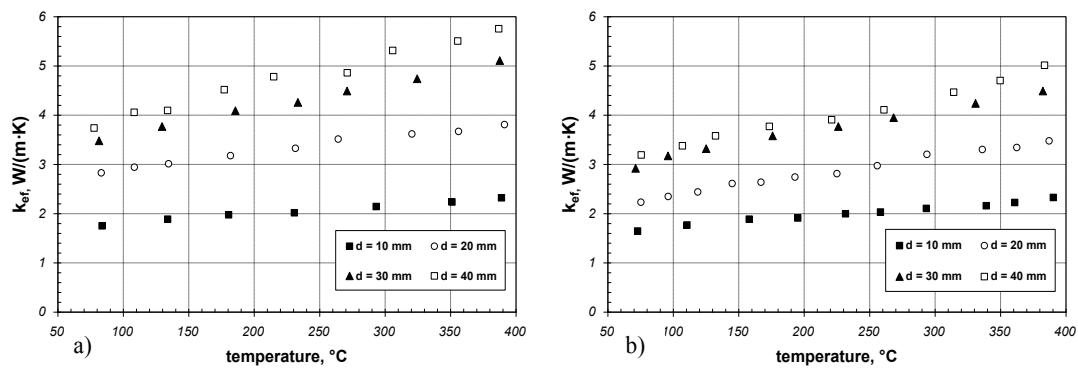 6
5
4
3
2
1
0
k_ef, W/(m·K)
■ d = 10 mm ○ d = 20 mm
▲ d = 30 mm □ d = 40 mm
50 100 150 200 250 300 350 400
a)
temperature, °C
6
5
4
3
2
1
0
k_ef, W/(m·K)
■ d = 10 mm ○ d = 20 mm
▲ d = 30 mm □ d = 40 mm
50 100 150 200 250 300 350 400
b)
temperature, °C